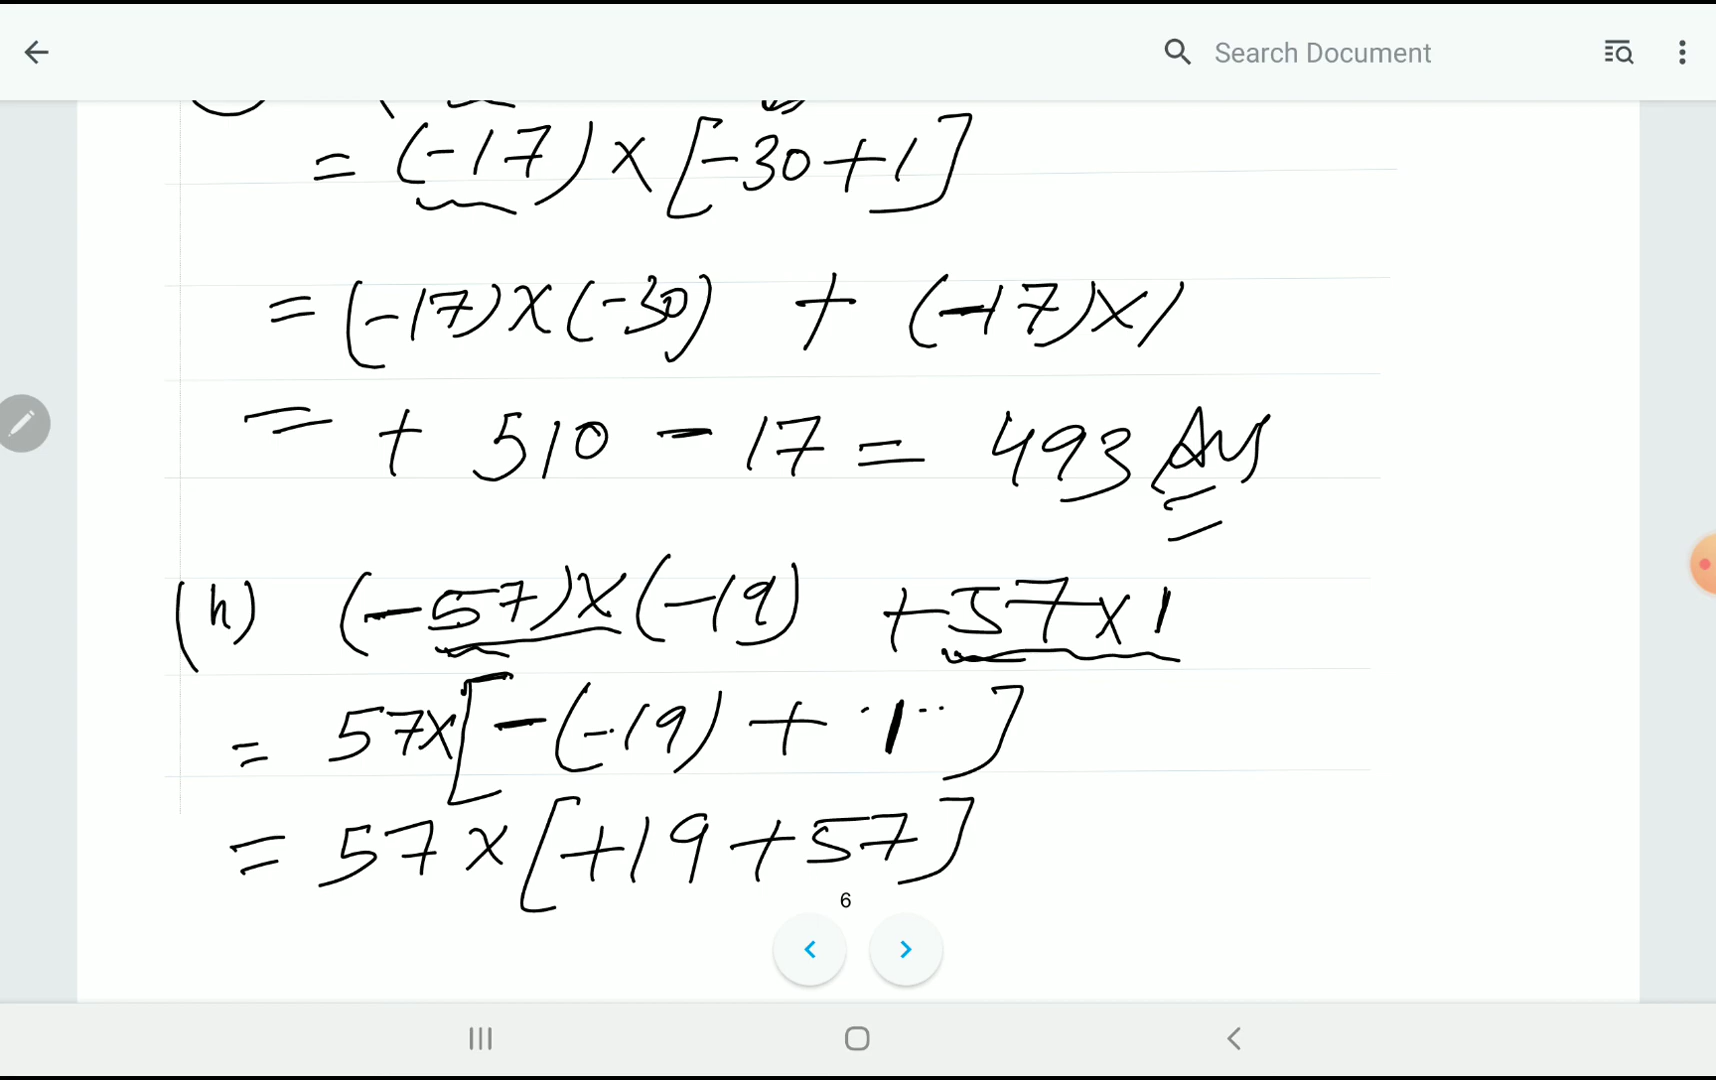 Search Document
= (-17) × [-30+1]
= (-17)×(-30) + (-17)×1
= + 510 - 17 = 493 Ans
(h) (-57)×(-19) +57×1
= 57×[-(-19) + 1]
= 57×[+19+57]
6